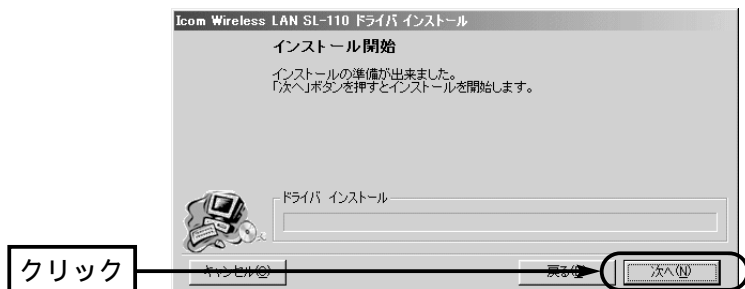 Icom Wireless LAN SL-110 ドライバ インストール
インストール開始
インストールの準備が出来ました。
「次へ」ボタンを押すとインストールを開始します。
ドライバ インストール
クリック
キャンセル(C)
戻る(B)
次へ(N)